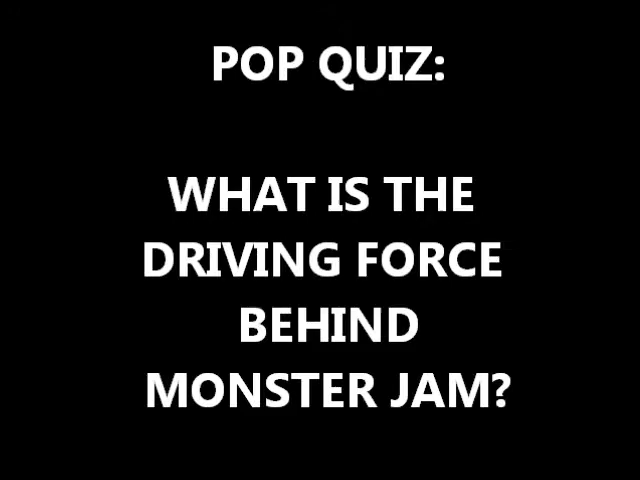 POP QUIZ:
WHAT IS THE
DRIVING FORCE
BEHIND
MONSTER JAM?